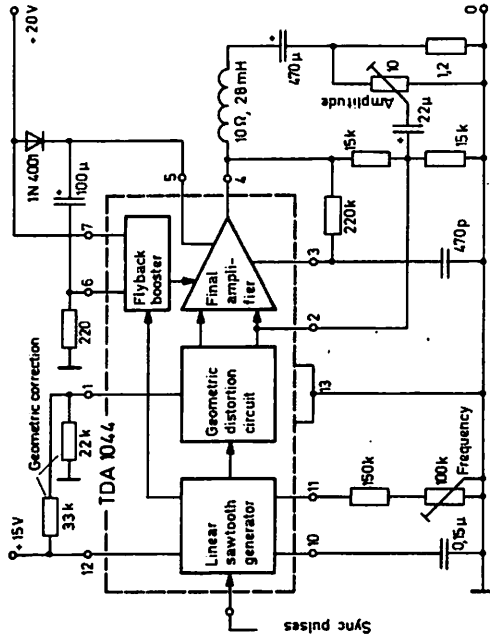 +15V
+20V
0
Geometric correction
33k
22k
220
1N 4001
100µ
12
1
6
7
5
TDA 1044
Flyback
booster
Linear
sawtooth
generator
Geometric
distortion
circuit
Final
ampli-
fier
4
10Ω, 28mH
470µ
Sync pulses
10
11
13
2
3
220k
15k
22µ
Amplitude
10
1,2
0,15µ
150k
100k
Frequency
470p
15k